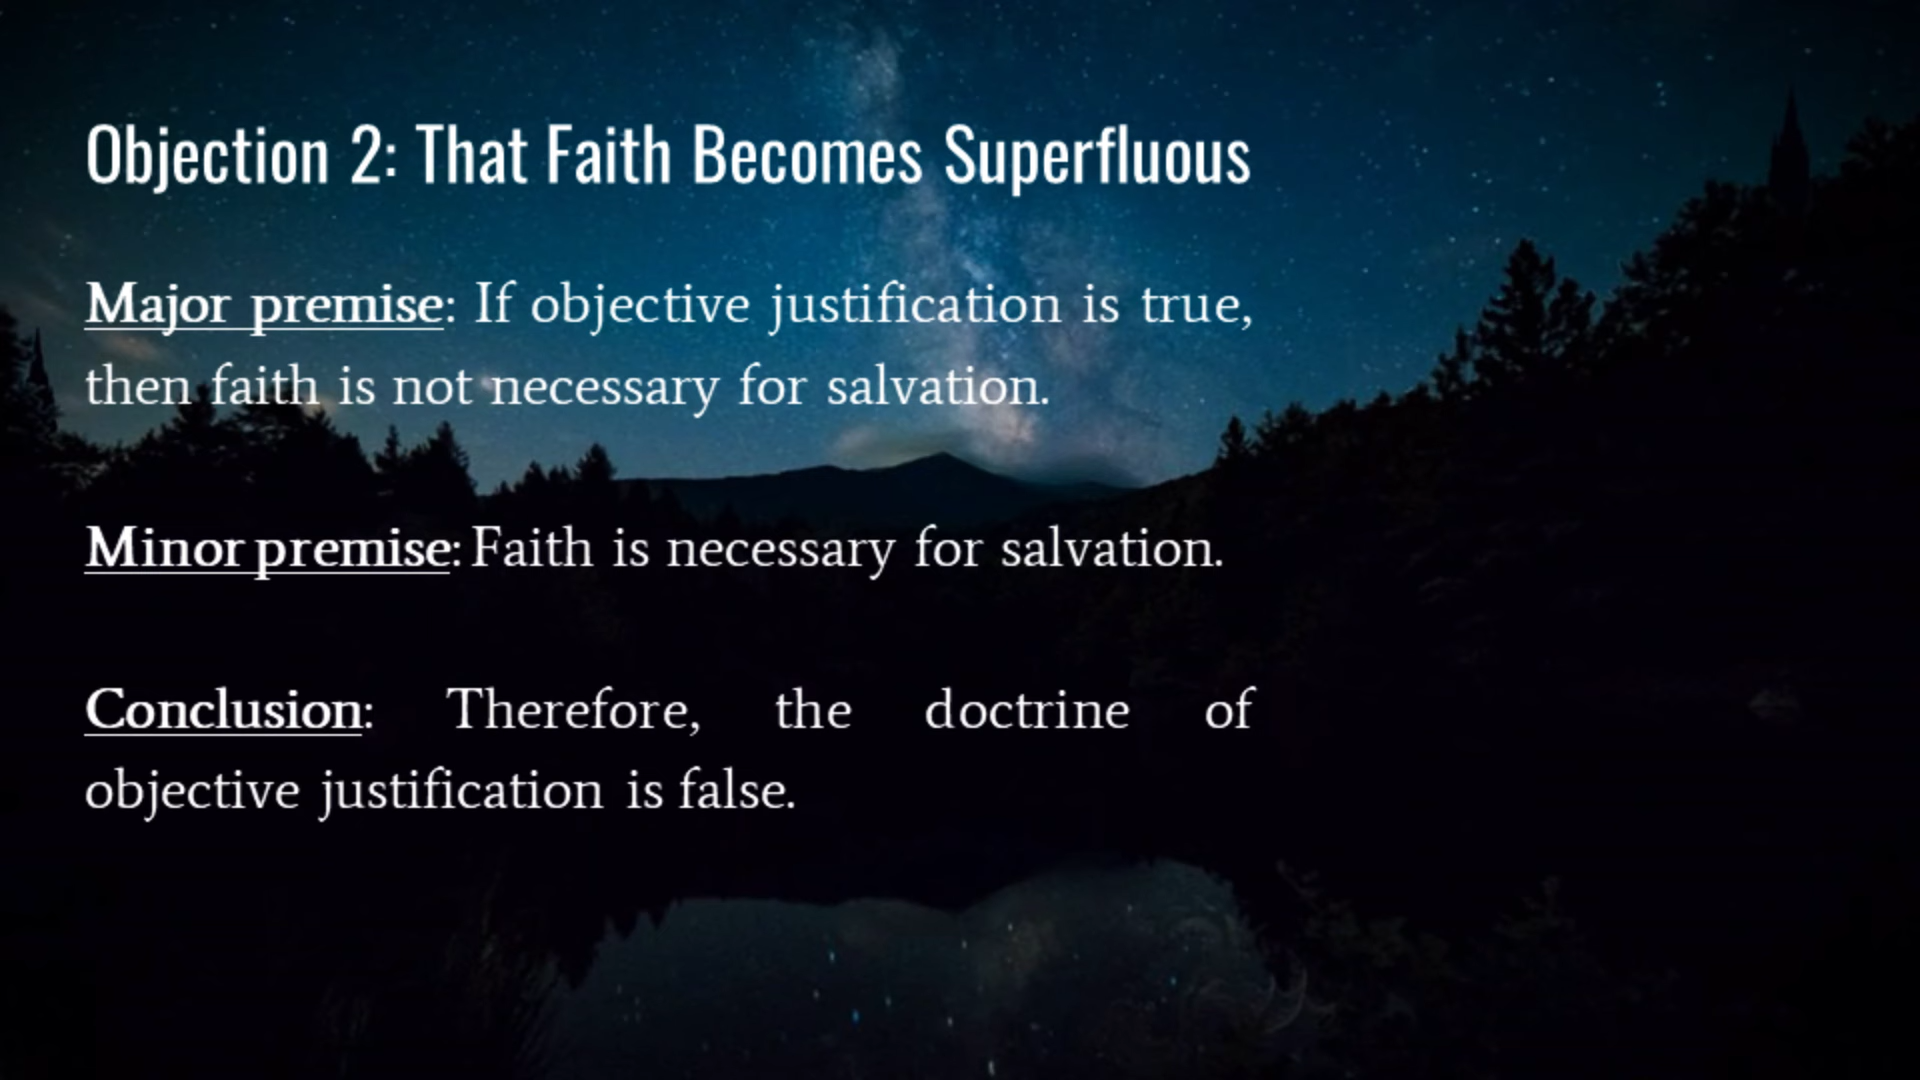 Objection 2: That Faith Becomes Superfluous
Major premise: If objective justification is true,
then faith is not necessary for salvation.
Minor premise: Faith is necessary for salvation.
Conclusion: Therefore, the doctrine of
objective justification is false.